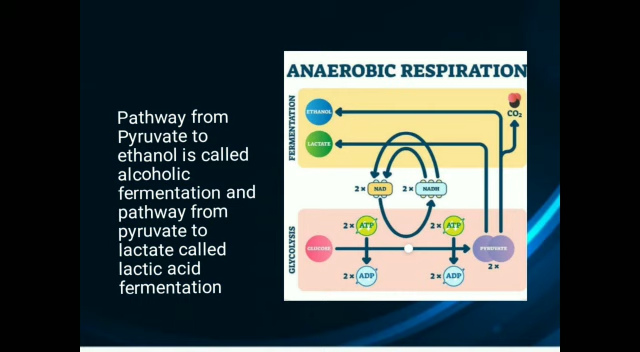 Pathway from
Pyruvate to
ethanol is called
alcoholic
fermentation and
pathway from
pyruvate to
lactate called
lactic acid
fermentation
ANAEROBIC RESPIRATION
FERMENTATION
ETHANOL
CO₂
LACTATE
2 × NAD
2 × NADH
GLYCOLYSIS
2 × ATP
2 × ATP
GLUCOSE
PYRUVATE
2 ×
2 × ADP
2 × ADP